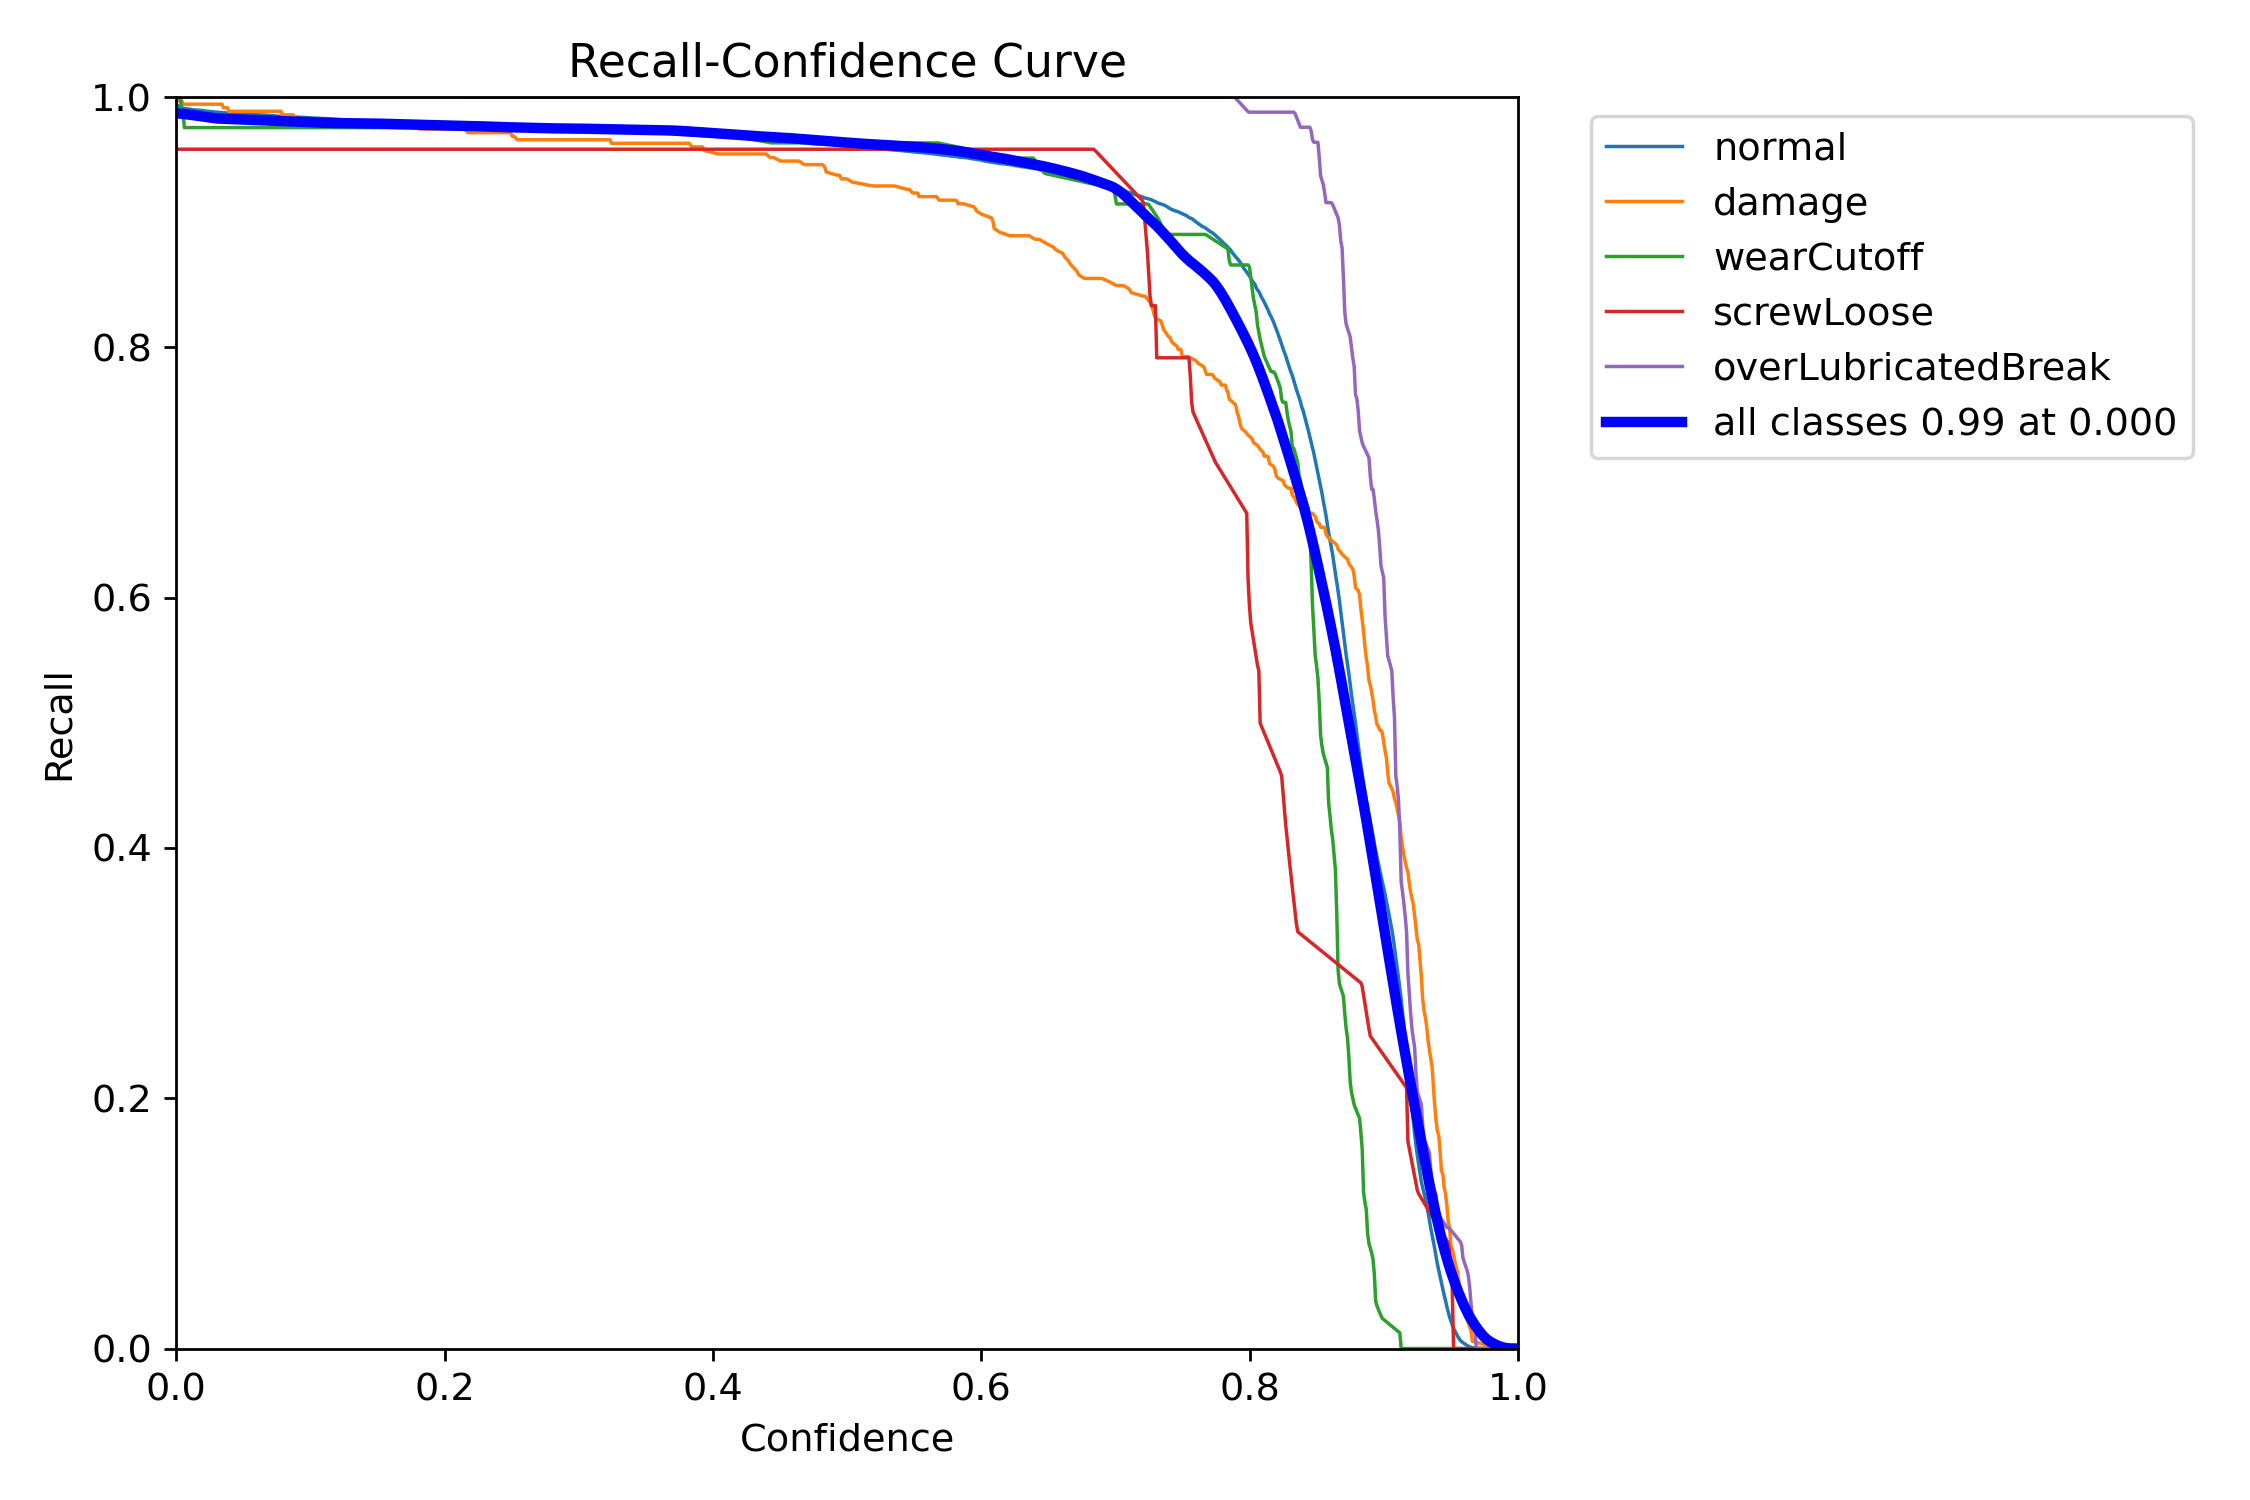 Recall-Confidence Curve
1.0
0.8
0.6
0.4
0.2
0.0
Recall
0.0 0.2 0.4 0.6 0.8 1.0
Confidence
normal
damage
wearCutoff
screwLoose
overLubricatedBreak
all classes 0.99 at 0.000